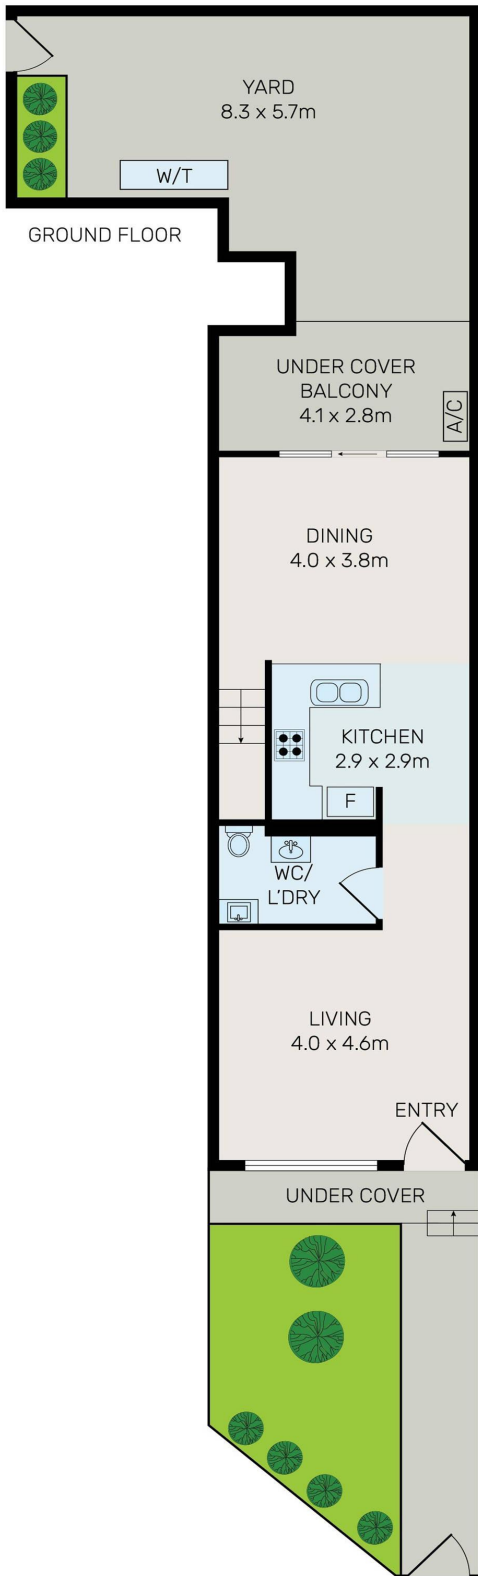 YARD
8.3 x 5.7m
W/T
GROUND FLOOR
UNDER COVER
BALCONY
4.1 x 2.8m
A/C
DINING
4.0 x 3.8m
KITCHEN
2.9 x 2.9m
F
WC/
L'DRY
LIVING
4.0 x 4.6m
ENTRY
UNDER COVER